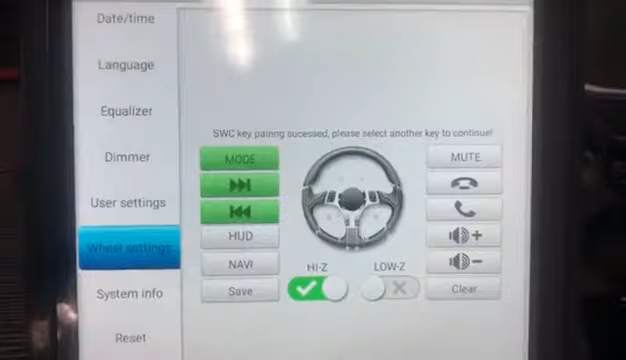 Date/time
Language
Equalizer
Dimmer
User settings
Wheel settings
System info
Reset
SWC key pairing sucessed, please select another key to continue!
MODE
MUTE
HUD
NAVI
HI-Z
LOW-Z
Save
Clear